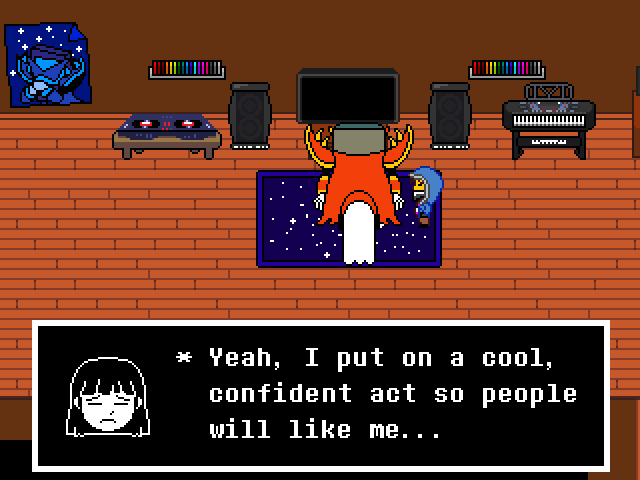 * Yeah, I put on a cool,
confident act so people
will like me...